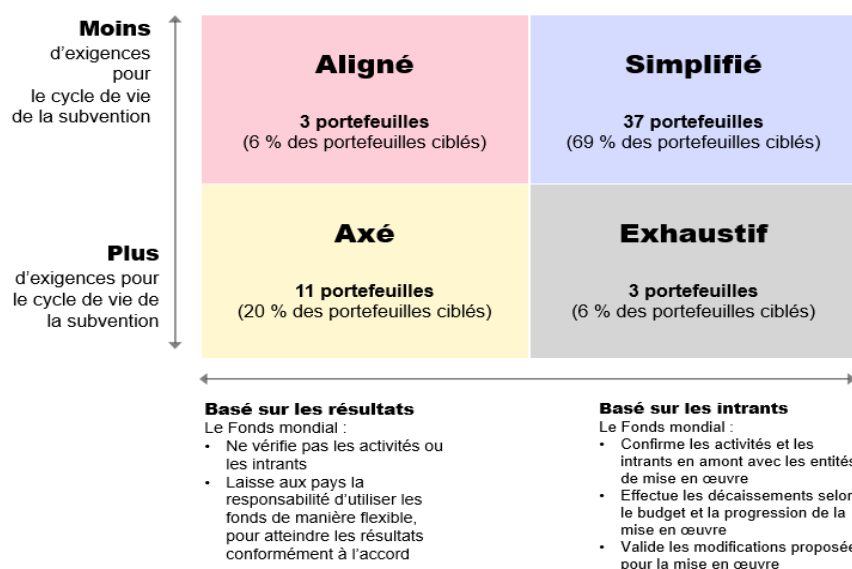 Moins
d’exigences
pour
le cycle de vie
de la subvention
Aligné
3 portefeuilles
(6 % des portefeuilles ciblés)
Simplifié
37 portefeuilles
(69 % des portefeuilles ciblés)
Plus
d’exigences pour
le cycle de vie de
la subvention
Axé
11 portefeuilles
(20 % des portefeuilles ciblés)
Exhaustif
3 portefeuilles
(6 % des portefeuilles ciblés)
Basé sur les résultats
Le Fonds mondial :
• Ne vérifie pas les activités ou
les intrants
• Laisse aux pays la
responsabilité d’utiliser les
fonds de manière flexible,
pour atteindre les résultats
conformément à l’accord
Basé sur les intrants
Le Fonds mondial :
• Confirme les activités et les
intrants en amont avec les entités
de mise en œuvre
• Effectue les décaissements selon
le budget et la progression de la
mise en œuvre
• Valide les modifications proposée
pour la mise en œuvre